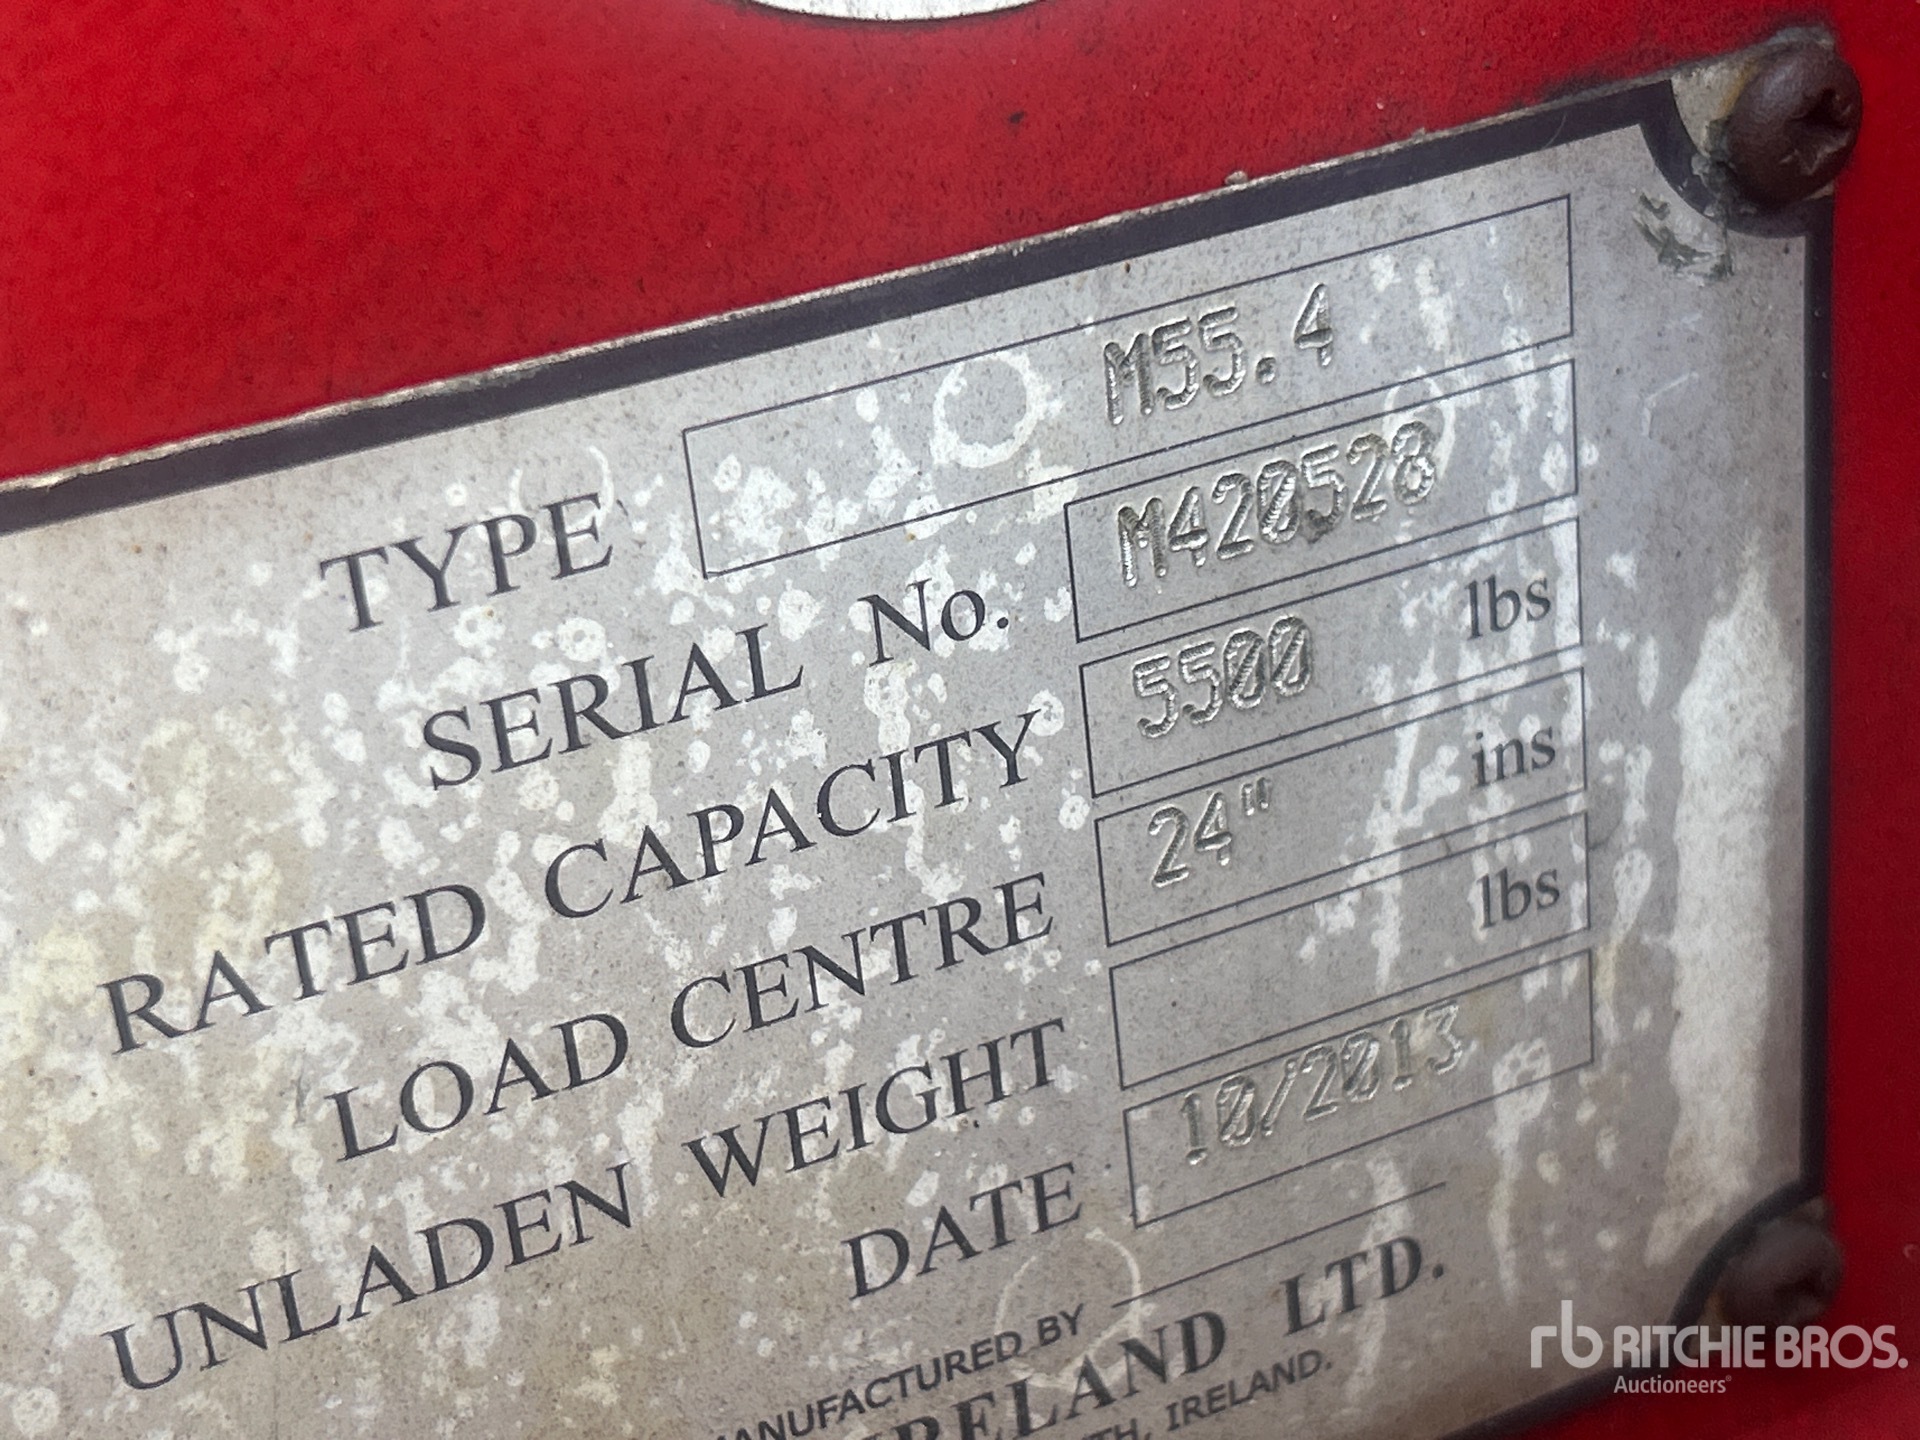 TYPE M55.4
SERIAL No. M420528
RATED CAPACITY 5500 lbs
LOAD CENTRE 24" ins
UNLADEN WEIGHT lbs
DATE 10/2013
MANUFACTURED BY
IRELAND LTD.
IRELAND.
rb RITCHIE BROS.
Auctioneers